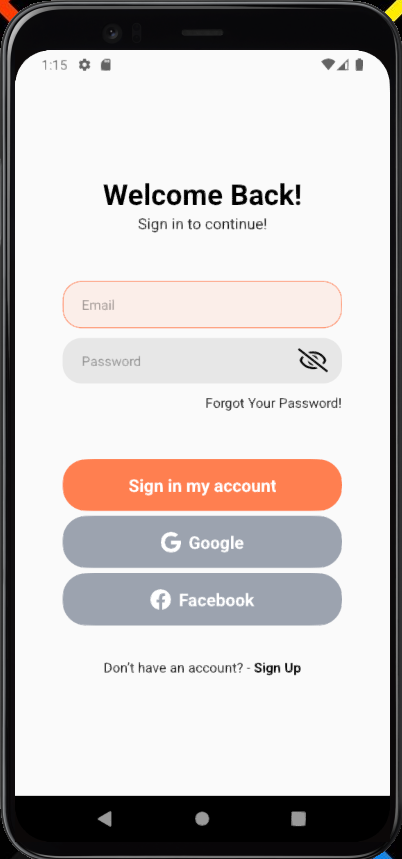 1:15
Welcome Back!
Sign in to continue!
Email
Password
Forgot Your Password!
Sign in my account
Google
Facebook
Don't have an account? - Sign Up